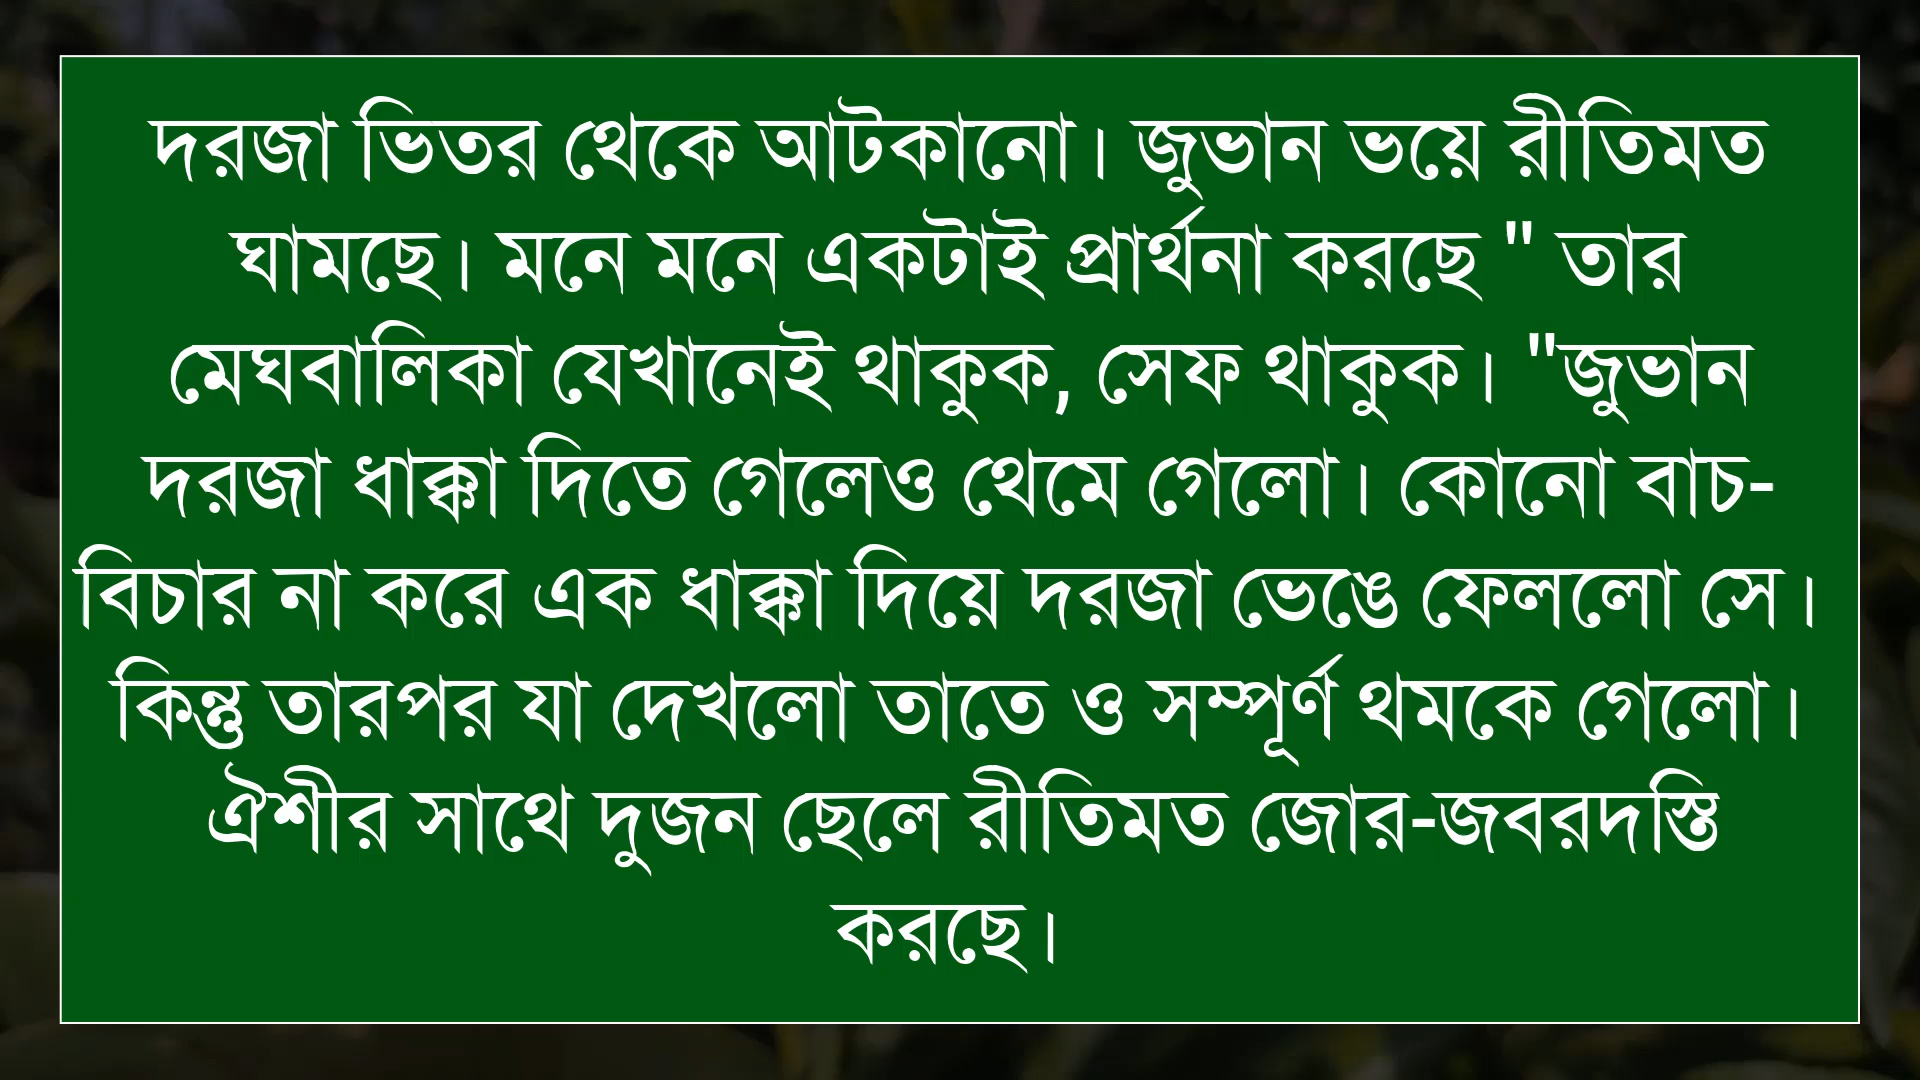 দরজা ভিতর থেকে আটকানো। জুভান ভয়ে রীতিমত
ঘামছে। মনে মনে একটাই প্রার্থনা করছে " তার
মেঘবালিকা যেখানেই থাকুক, সেফ থাকুক। "জুভান
দরজা ধাক্কা দিতে গেলেও থেমে গেলো। কোনো বাচ-
বিচার না করে এক ধাক্কা দিয়ে দরজা ভেঙে ফেললো সে।
কিন্তু তারপর যা দেখলো তাতে ও সম্পূর্ণ থমকে গেলো।
ঐশীর সাথে দুজন ছেলে রীতিমত জোর-জবরদস্তি
করছে।